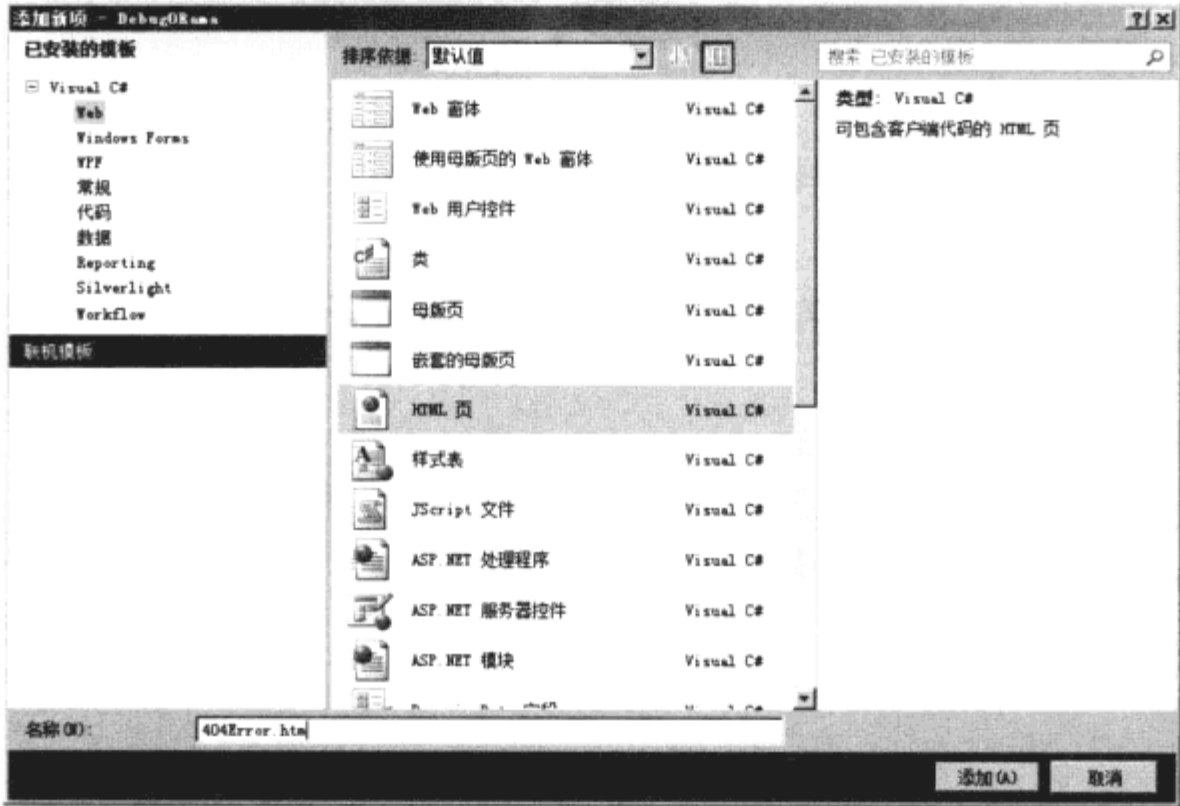 添加新项 - DebugORama
已安装的模板
Visual C#
Web
Windows Forms
WPF
常规
代码
数据
Reporting
Silverlight
Workflow
联机模板
排序依据: 默认值
Web 窗体 Visual C#
使用母版页的 Web 窗体 Visual C#
Web 用户控件 Visual C#
类 Visual C#
母版页 Visual C#
嵌套的母版页 Visual C#
HTML 页 Visual C#
样式表 Visual C#
JScript 文件 Visual C#
ASP.NET 处理程序 Visual C#
ASP.NET 服务器控件 Visual C#
ASP.NET 模块 Visual C#
搜索 已安装的模板
类型: Visual C#
可包含客户端代码的 HTML 页
名称(N):
404Error.htm
添加(A)
取消